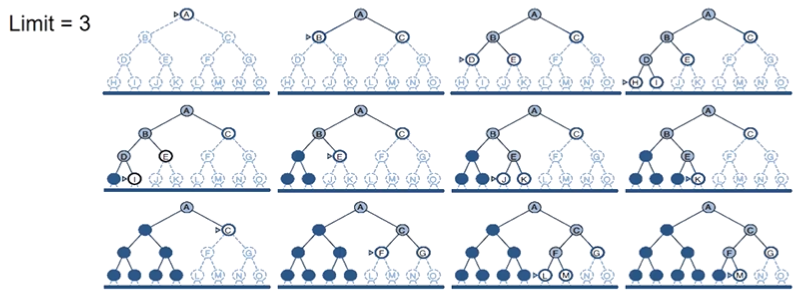 Limit = 3
A A A A
B C B C B C B C
D E F G D E F G D E F G D E F G
H I J K L M N O H I J K L M N O H I J K L M N O H I J K L M N O
A A A A
B C B C B C B C
D E F G E F G E F G E F G
I J K L M N O J K L M N O J K L M N O K L M N O
A A A A
C C C C
F G F G F G F G
L M N O L M N O L M N O M N O